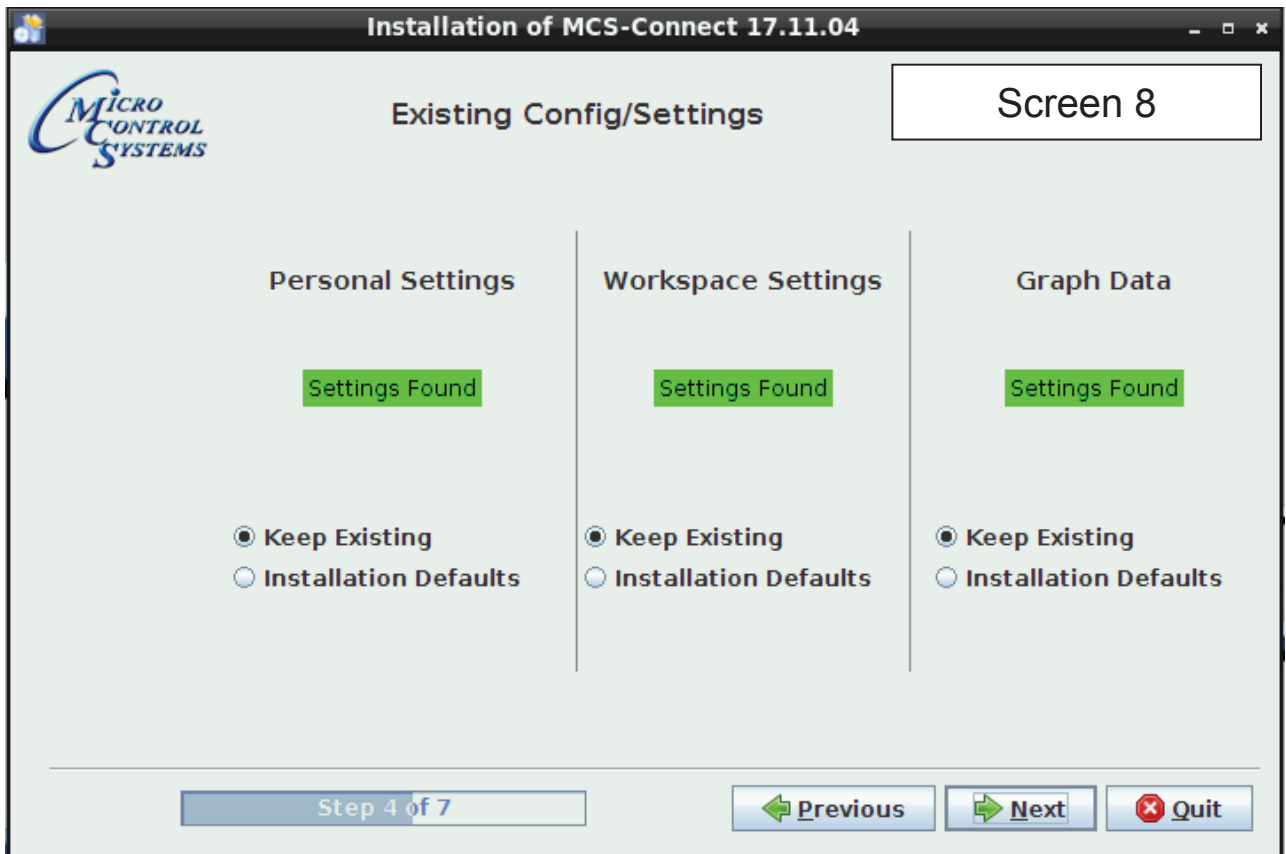 Installation of MCS-Connect 17.11.04
MICRO
CONTROL
SYSTEMS
Existing Config/Settings
Screen 8
Personal Settings
Workspace Settings
Graph Data
Settings Found
Settings Found
Settings Found
Keep Existing
Installation Defaults
Keep Existing
Installation Defaults
Keep Existing
Installation Defaults
Step 4 of 7
Previous
Next
Quit